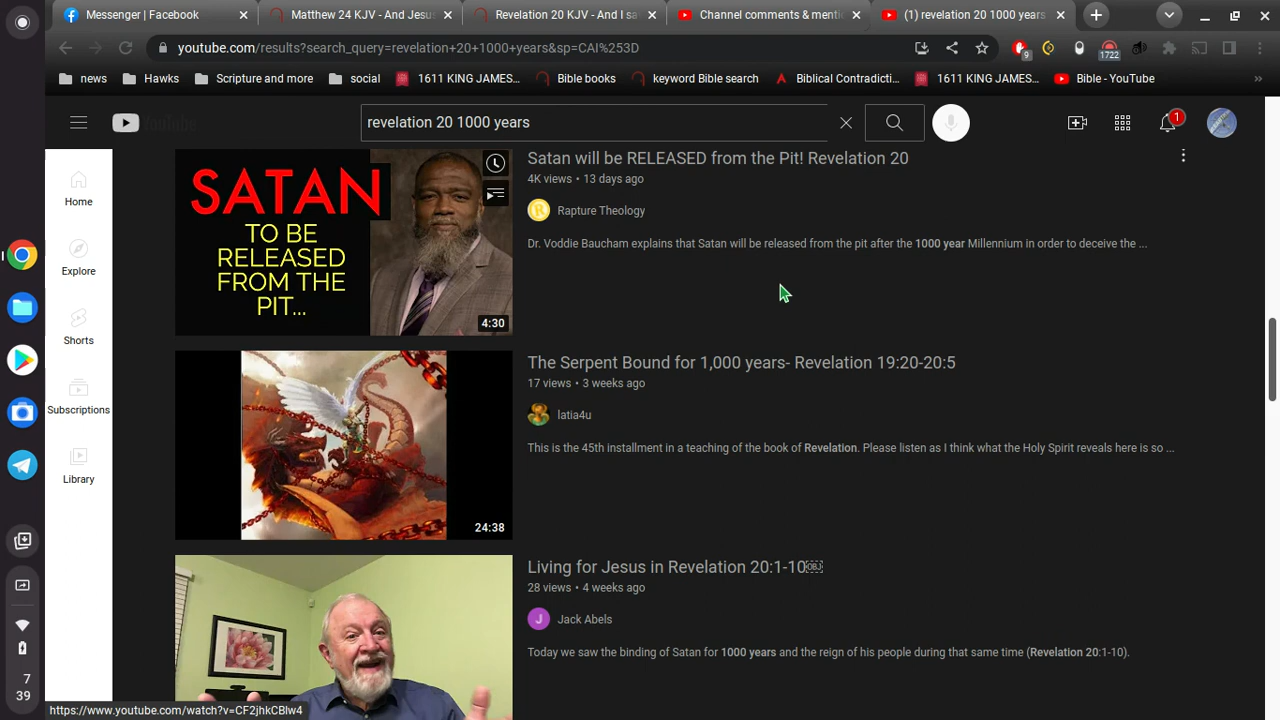 Messenger | Facebook
Matthew 24 KJV - And Jesu
Revelation 20 KJV - And I sa
Channel comments & menti
(1) revelation 20 1000 years
youtube.com/results?search_query=revelation+20+1000+years&sp=CAI%253D
9
1722
news
Hawks
Scripture and more
social
1611 KING JAMES...
Bible books
keyword Bible search
Biblical Contradicti...
1611 KING JAMES...
Bible - YouTube
»
YouTube
revelation 20 1000 years
1
Home
Explore
Shorts
Subscriptions
Library
SATAN
TO BE
RELEASED
FROM THE
PIT...
4:30
Satan will be RELEASED from the Pit! Revelation 20
4K views • 13 days ago
Rapture Theology
Dr. Voddie Baucham explains that Satan will be released from the pit after the 1000 year Millennium in order to deceive the ...
24:38
The Serpent Bound for 1,000 years- Revelation 19:20-20:5
17 views • 3 weeks ago
latia4u
This is the 45th installment in a teaching of the book of Revelation. Please listen as I think what the Holy Spirit reveals here is so ...
Living for Jesus in Revelation 20:1-10￼
28 views • 4 weeks ago
J
Jack Abels
Today we saw the binding of Satan for 1000 years and the reign of his people during that same time (Revelation 20:1-10).
7
39
https://www.youtube.com/watch?v=CF2jhkCBlw4